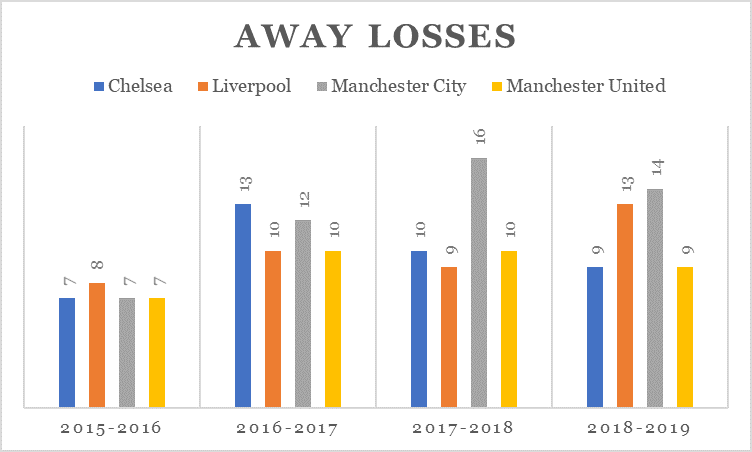 AWAY LOSSES
Chelsea Liverpool Manchester City Manchester United
7 8 7 7
13 10 12 10
10 9 16 10
9 13 14 9
2015-2016 2016-2017 2017-2018 2018-2019